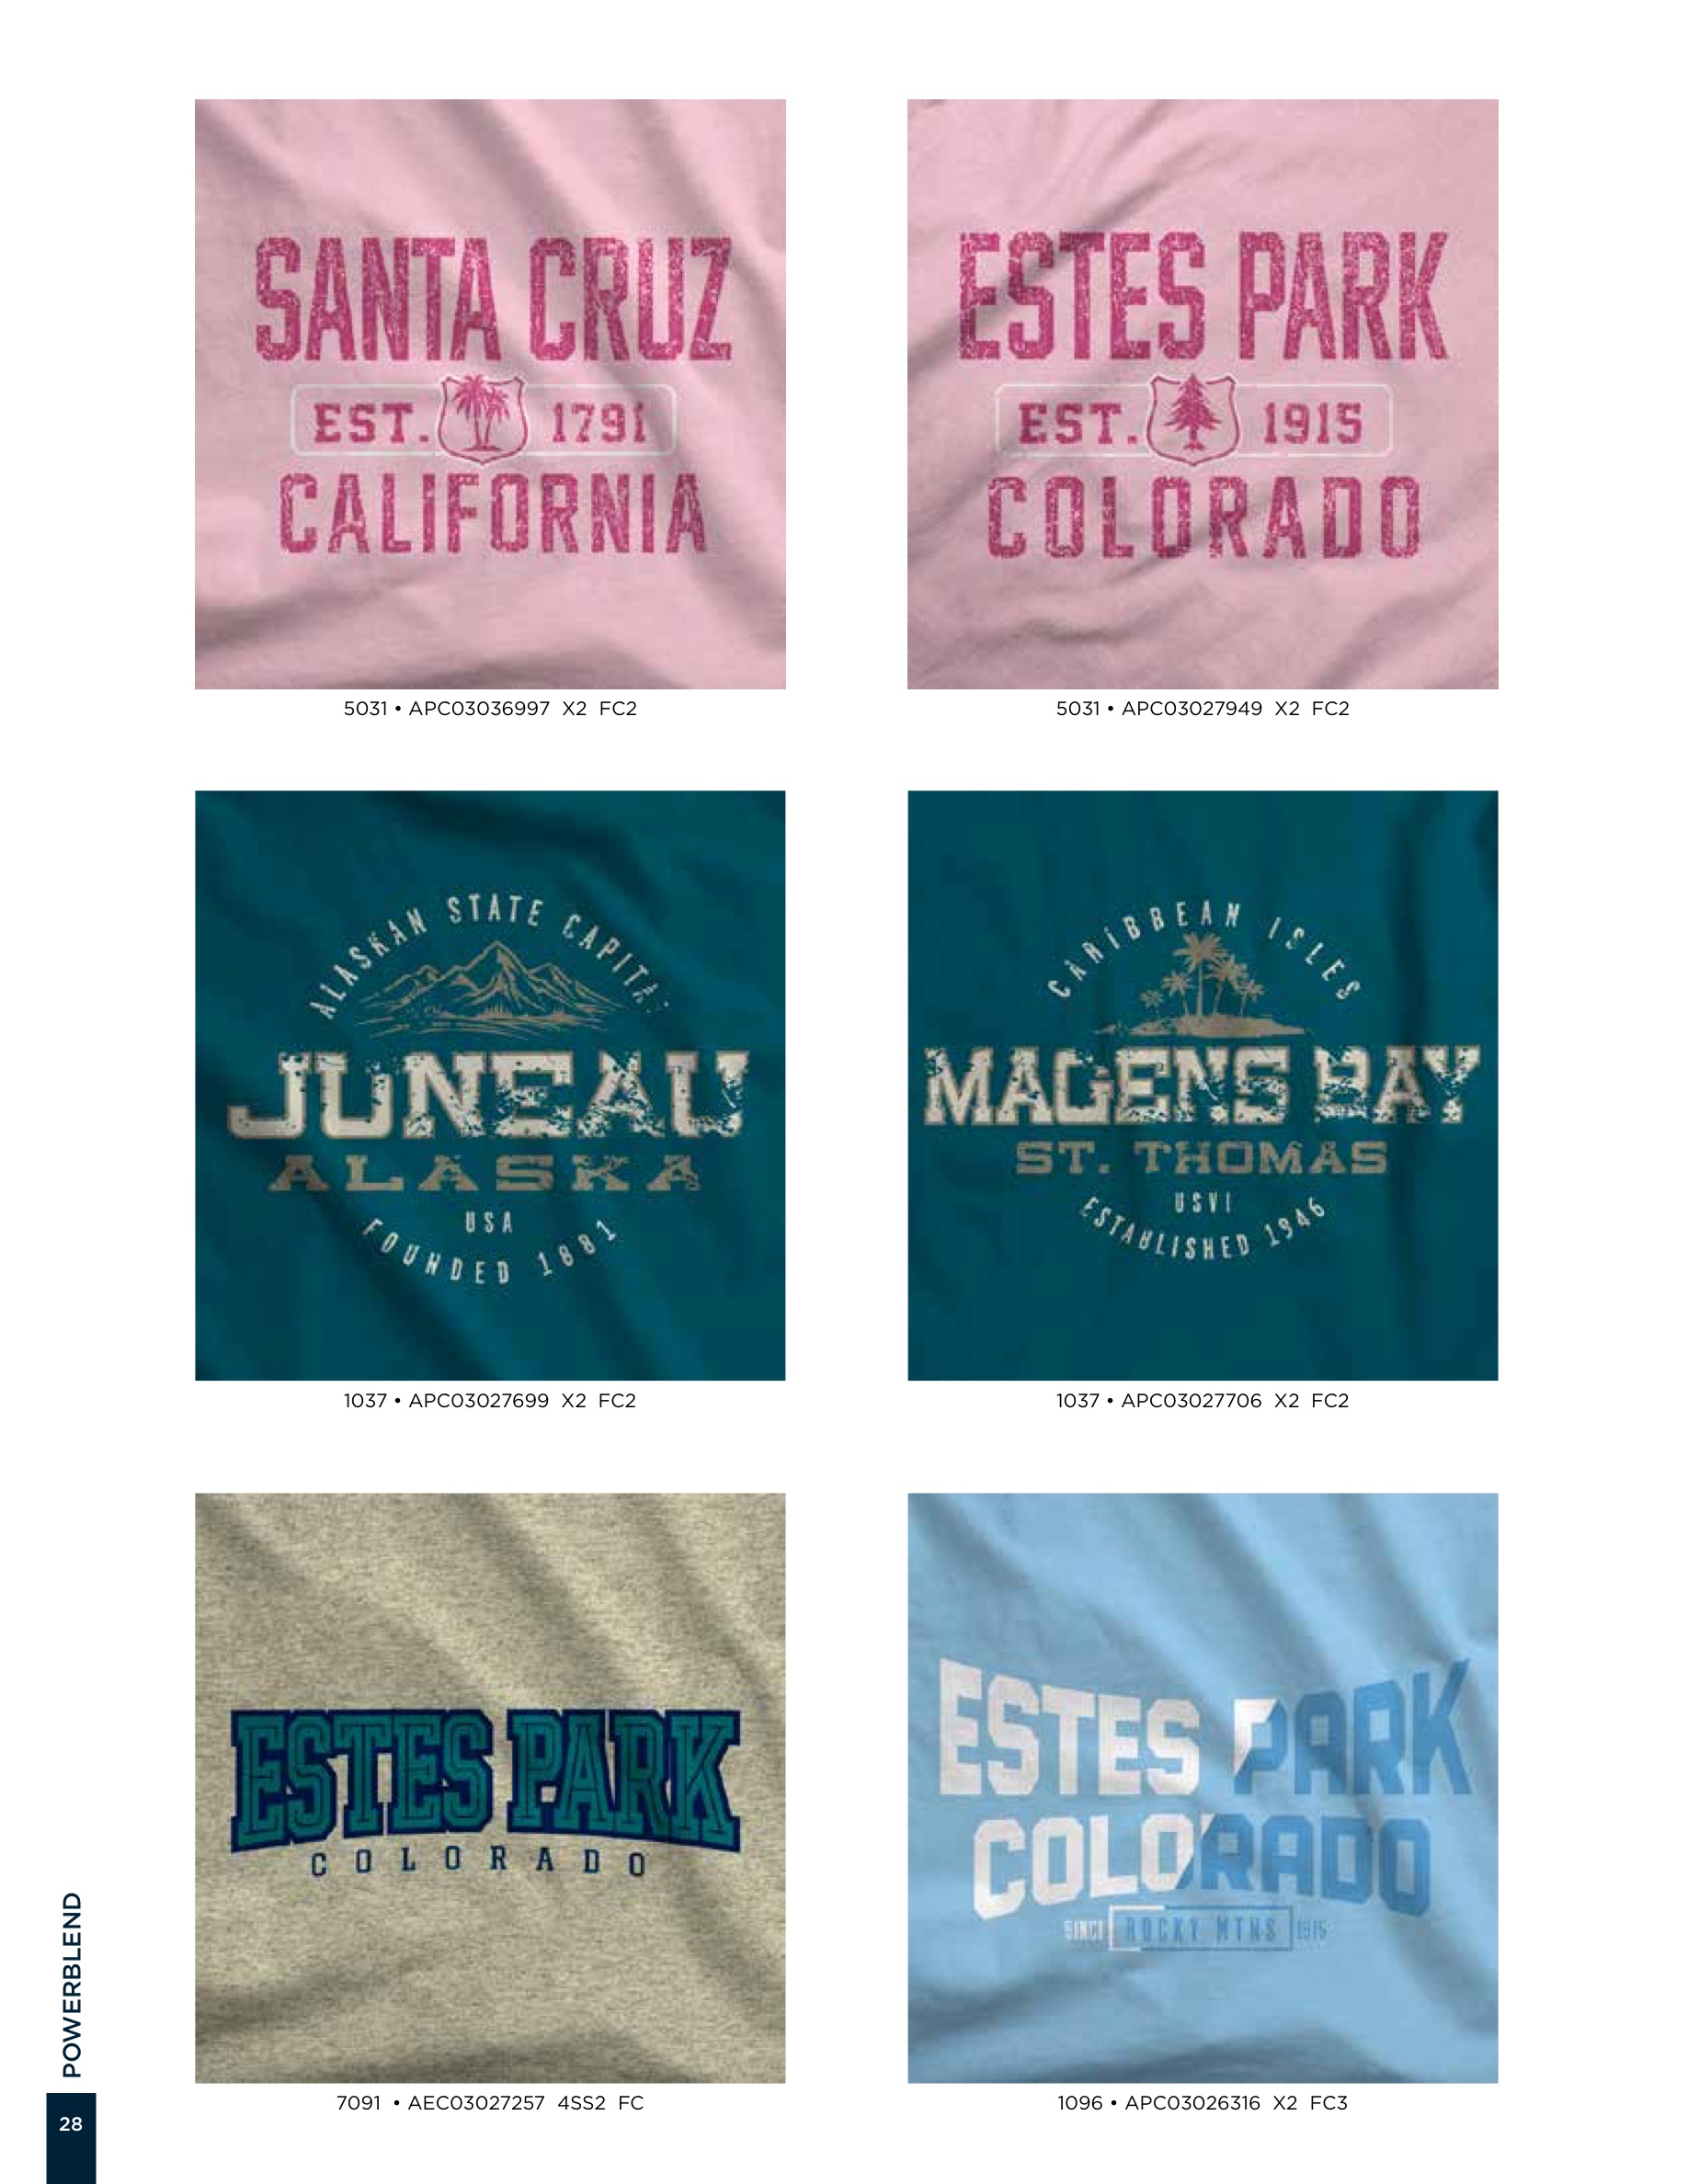 SANTA CRUZ
EST. 1791
CALIFORNIA
5031 • APC03036997 X2 FC2
ESTES PARK
EST. 1915
COLORADO
5031 • APC03027949 X2 FC2
ALASKAN STATE CAPITAL
JUNEAU
ALASKA
USA
FOUNDED 1881
1037 • APC03027699 X2 FC2
CARIBBEAN ISLES
MAGENS BAY
ST. THOMAS
USVI
ESTABLISHED 1946
1037 • APC03027706 X2 FC2
ESTES PARK
COLORADO
7091 • AEC03027257 4SS2 FC
ESTES PARK
COLORADO
SINCE ROCKY MTNS 1915
1096 • APC03026316 X2 FC3
POWERBLEND
28